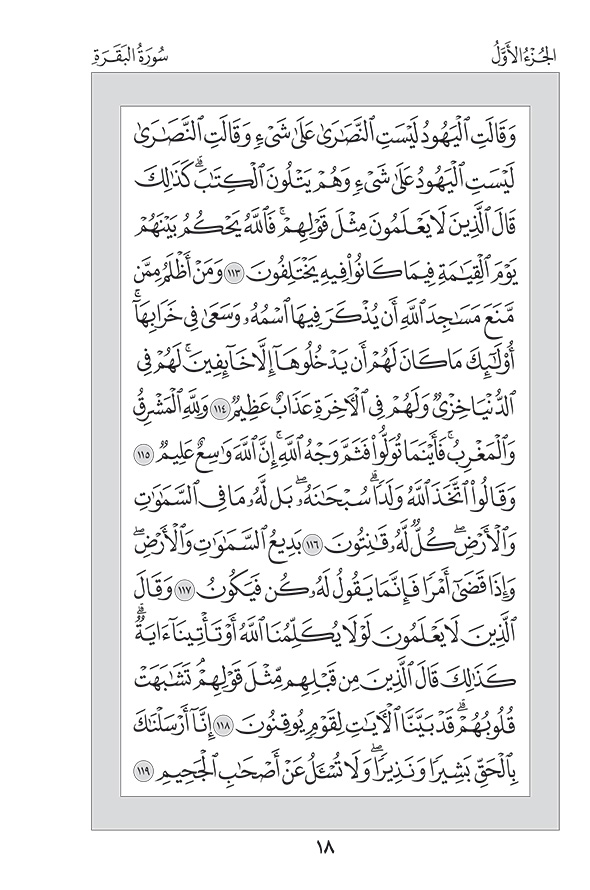 الجُزْءُ الأَوَّلُ
سُورَةُ البَقَرَةِ
وَقَالَتِ ٱلْيَهُودُ لَيْسَتِ ٱلنَّصَٰرَىٰ عَلَىٰ شَىْءٍ وَقَالَتِ ٱلنَّصَٰرَىٰ
لَيْسَتِ ٱلْيَهُودُ عَلَىٰ شَىْءٍ وَهُمْ يَتْلُونَ ٱلْكِتَٰبَۗ كَذَٰلِكَ
قَالَ ٱلَّذِينَ لَا يَعْلَمُونَ مِثْلَ قَوْلِهِمْۚ فَٱللَّهُ يَحْكُمُ بَيْنَهُمْ
يَوْمَ ٱلْقِيَٰمَةِ فِيمَا كَانُوا۟ فِيهِ يَخْتَلِفُونَ ١١٣ وَمَنْ أَظْلَمُ مِمَّن
مَّنَعَ مَسَٰجِدَ ٱللَّهِ أَن يُذْكَرَ فِيهَا ٱسْمُهُۥ وَسَعَىٰ فِى خَرَابِهَآۚ
أُو۟لَٰٓئِكَ مَا كَانَ لَهُمْ أَن يَدْخُلُوهَآ إِلَّا خَآئِفِينَۚ لَهُمْ فِى
ٱلدُّنْيَا خِزْىٌ وَلَهُمْ فِى ٱلْءَاخِرَةِ عَذَابٌ عَظِيمٌ ١١٤ وَلِلَّهِ ٱلْمَشْرِقُ
وَٱلْمَغْرِبُۚ فَأَيْنَمَا تُوَلُّوا۟ فَثَمَّ وَجْهُ ٱللَّهِۚ إِنَّ ٱللَّهَ وَٰسِعٌ عَلِيمٌ ١١٥
وَقَالُوا۟ ٱتَّخَذَ ٱللَّهُ وَلَدًاۗ سُبْحَٰنَهُۥۖ بَل لَّهُۥ مَا فِى ٱلسَّمَٰوَٰتِ
وَٱلْأَرْضِۖ كُلٌّ لَّهُۥ قَٰنِتُونَ ١١٦ بَدِيعُ ٱلسَّمَٰوَٰتِ وَٱلْأَرْضِۖ
وَإِذَا قَضَىٰٓ أَمْرًا فَإِنَّمَا يَقُولُ لَهُۥ كُن فَيَكُونُ ١١٧ وَقَالَ
ٱلَّذِينَ لَا يَعْلَمُونَ لَوْلَا يُكَلِّمُنَا ٱللَّهُ أَوْ تَأْتِينَآ ءَايَةٌۗ
كَذَٰلِكَ قَالَ ٱلَّذِينَ مِن قَبْلِهِم مِّثْلَ قَوْلِهِمْۘ تَشَٰبَهَتْ
قُلُوبُهُمْۗ قَدْ بَيَّنَّا ٱلْءَايَٰتِ لِقَوْمٍ يُوقِنُونَ ١١٨ إِنَّآ أَرْسَلْنَٰكَ
بِٱلْحَقِّ بَشِيرًا وَنَذِيرًاۖ وَلَا تُسْـَٔلُ عَنْ أَصْحَٰبِ ٱلْجَحِيمِ ١١٩
١٨